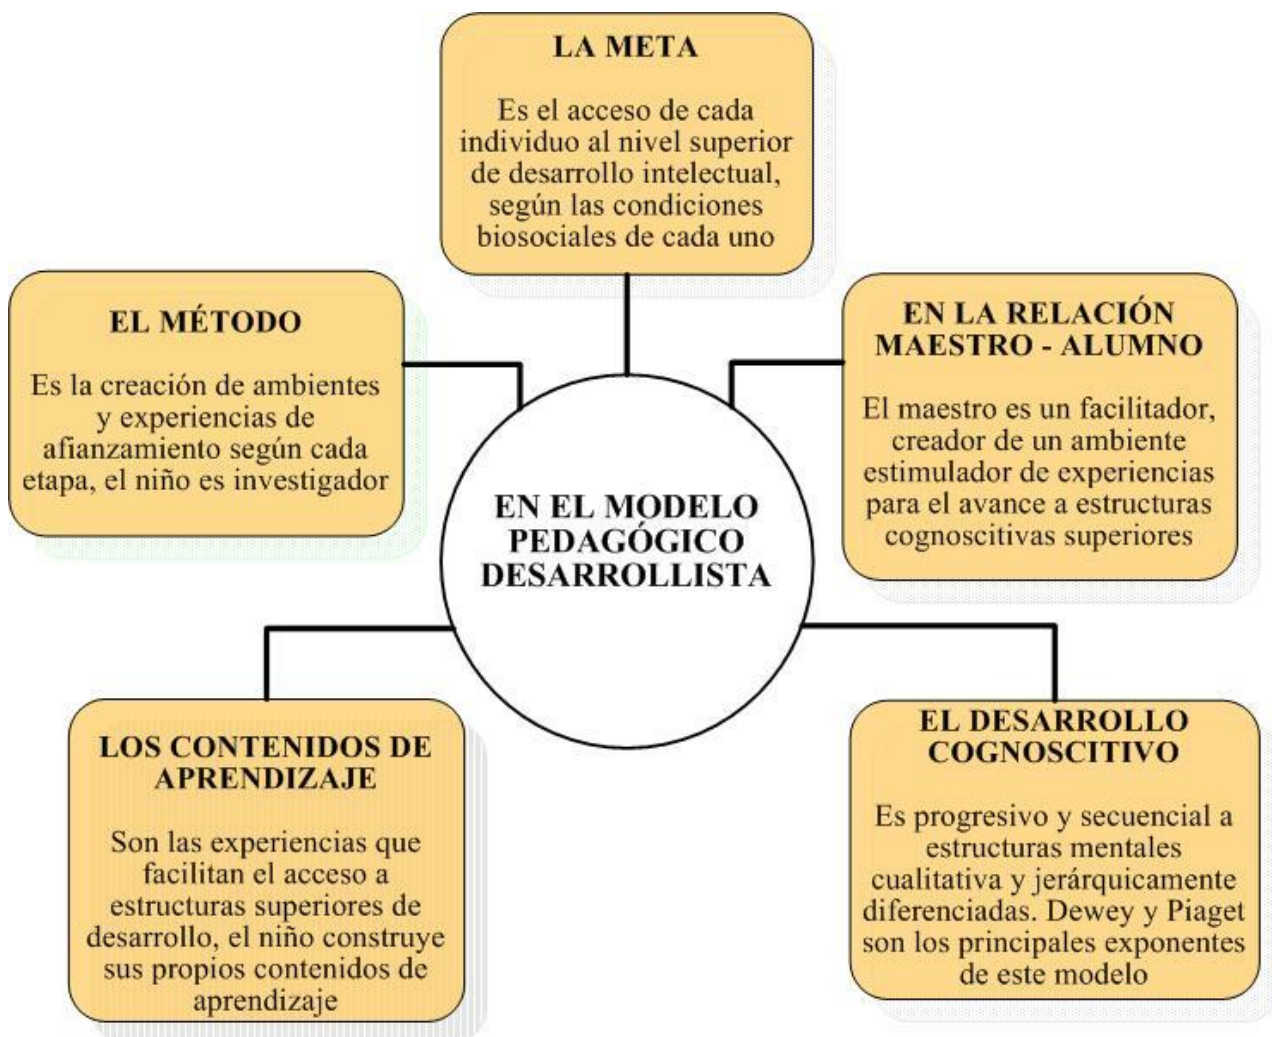 LA META
Es el acceso de cada
individuo al nivel superior
de desarrollo intelectual,
según las condiciones
biosociales de cada uno
EL MÉTODO
Es la creación de ambientes
y experiencias de
afianzamiento según cada
etapa, el niño es investigador
EN LA RELACIÓN
MAESTRO - ALUMNO
El maestro es un facilitador,
creador de un ambiente
estimulador de experiencias
para el avance a estructuras
cognoscitivas superiores
EN EL MODELO
PEDAGÓGICO
DESARROLLISTA
LOS CONTENIDOS DE
APRENDIZAJE
Son las experiencias que
facilitan el acceso a
estructuras superiores de
desarrollo, el niño construye
sus propios contenidos de
aprendizaje
EL DESARROLLO
COGNOSCITIVO
Es progresivo y secuencial a
estructuras mentales
cualitativa y jerárquicamente
diferenciadas. Dewey y Piaget
son los principales exponentes
de este modelo